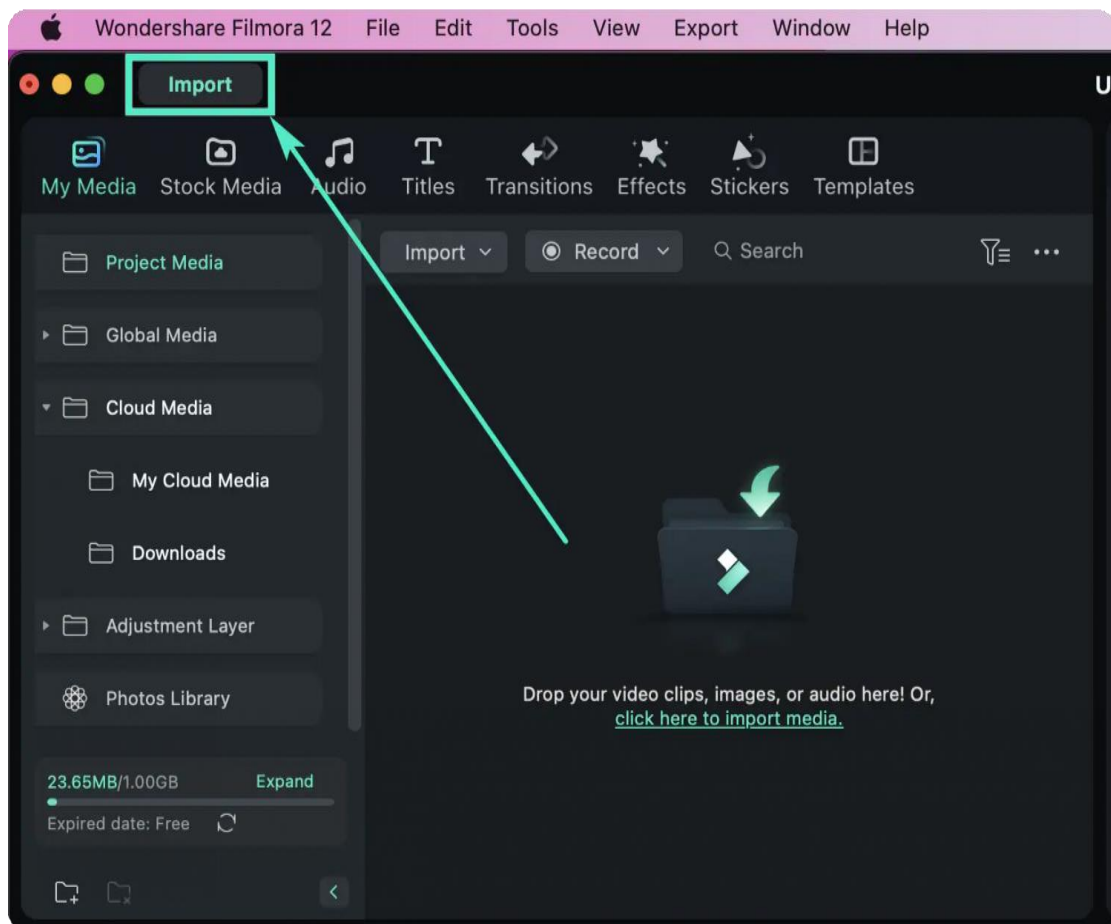 Wondershare Filmora 12 File Edit Tools View Export Window Help
Import
U
My Media Stock Media Audio Titles Transitions Effects Stickers Templates
Import Record Search
Project Media
Global Media
Cloud Media
My Cloud Media
Downloads
Adjustment Layer
Photos Library
Drop your video clips, images, or audio here! Or,
click here to import media.
23.65MB/1.00GB Expand
Expired date: Free